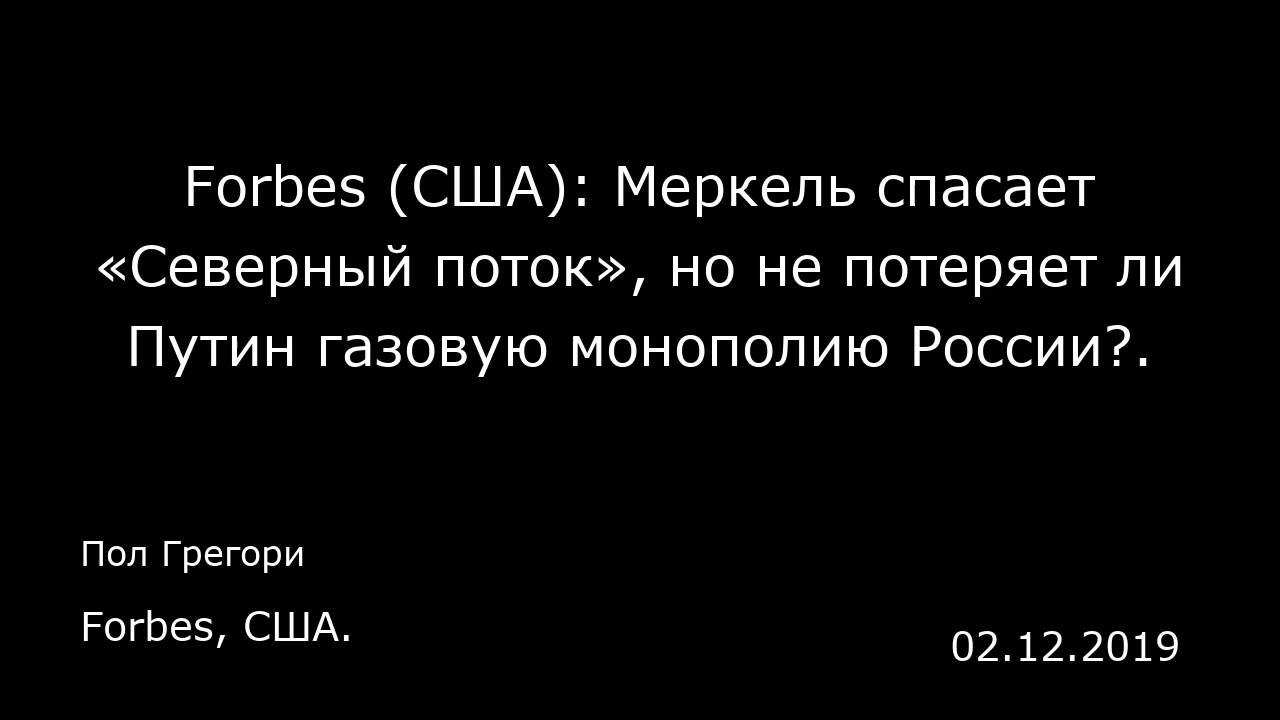 Forbes (США): Меркель спасает
«Северный поток», но не потеряет ли
Путин газовую монополию России?.
Пол Грегори
Forbes, США.
02.12.2019